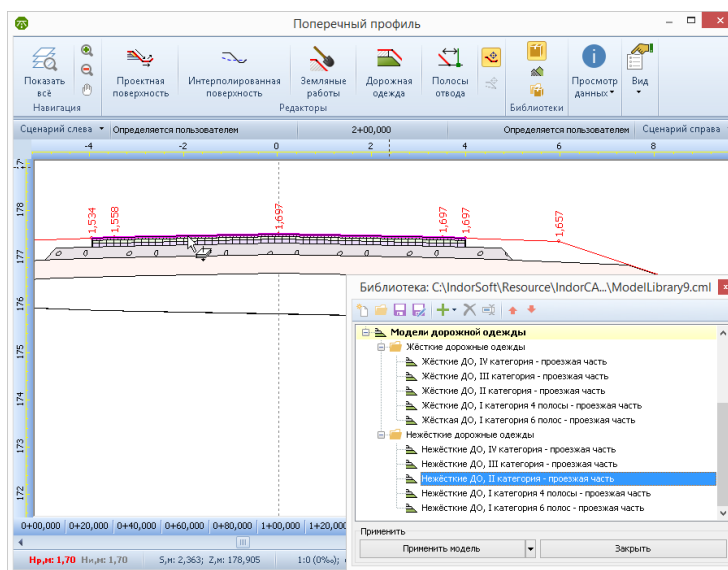 Поперечный профиль
Показать всё
Проектная поверхность
Интерполированная поверхность
Земляные работы
Дорожная одежда
Полосы отвода
Просмотр данных
Вид
Навигация
Редакторы
Библиотеки
Сценарий слева
Определяется пользователем
2+00,000
Определяется пользователем
Сценарий справа
-4 -2 0 2 4 6 8
178
177
176
175
174
173
172
1,534
1,558
1,697
1,697
1,697
1,657
Библиотека: C:\IndorSoft\Resource\IndorCA...\ModelLibrary9.cml
Модели дорожной одежды
Жёсткие дорожные одежды
Жёсткие ДО, IV категория - проезжая часть
Жёсткие ДО, III категория - проезжая часть
Жёсткие ДО, II категория - проезжая часть
Жёсткие ДО, I категория 4 полосы - проезжая часть
Жёсткая ДО, I категория 6 полос - проезжая часть
Нежёсткие дорожные одежды
Нежёсткие ДО, IV категория - проезжая часть
Нежёсткие ДО, III категория - проезжая часть
Нежёсткие ДО, II категория - проезжая часть
Нежёсткие ДО, I категория 4 полосы - проезжая часть
Нежёсткие ДО, I категория 6 полос - проезжая часть
Применить
Применить модель
Закрыть
0+00,000 0+20,000 0+40,000 0+60,000 0+80,000 1+00,000 1+20,000
Hр,м: 1,70 Hи,м: 1,70 S,м: 2,363; Z,м: 178,905 1:0 (0‰);